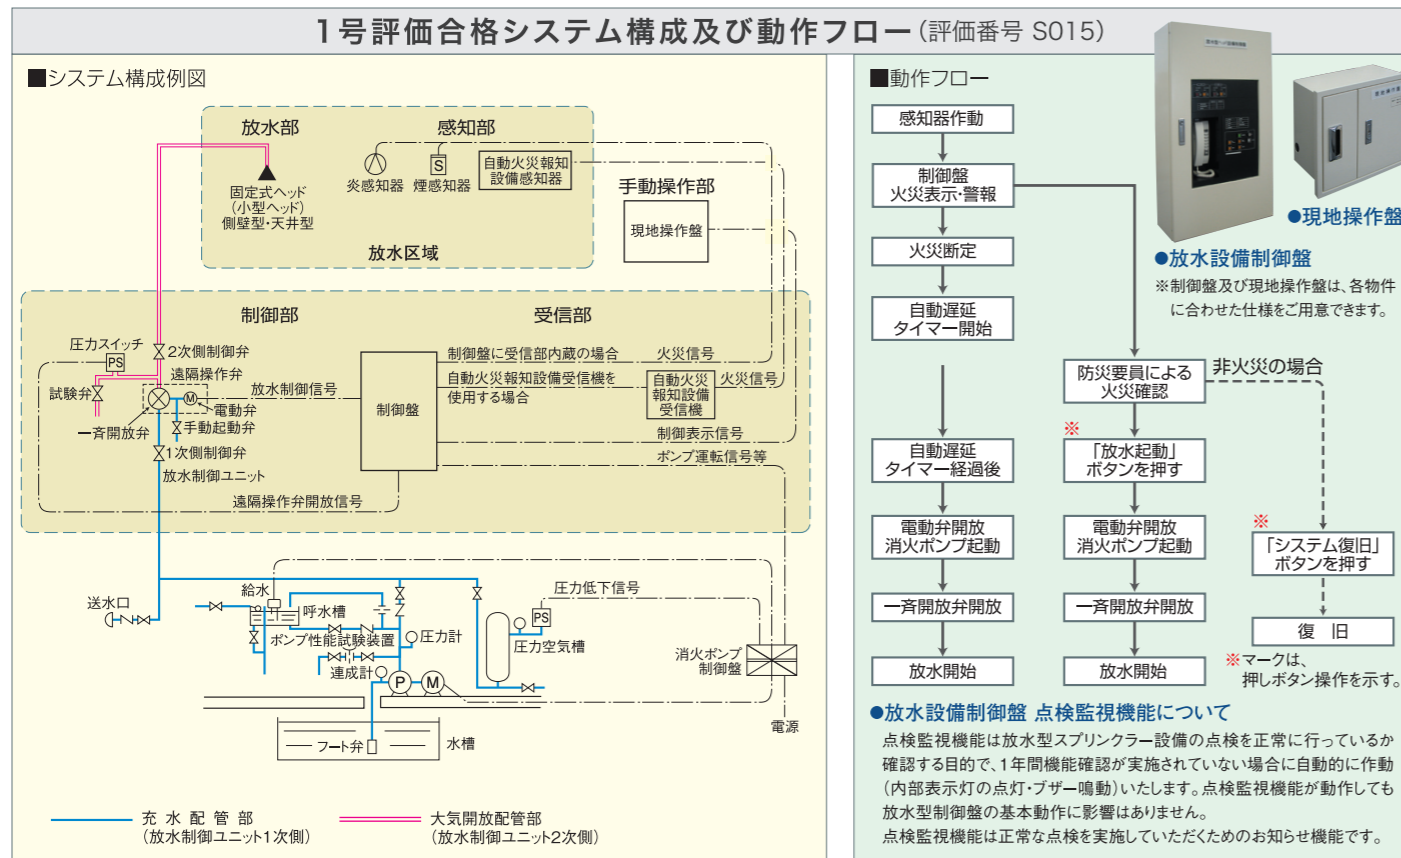 1号評価合格システム構成及び動作フロー(評価番号 S015)
■システム構成例図
放水部
感知部
固定式ヘッド
(小型ヘッド)
側壁型・天井型
炎感知器
S
煙感知器
自動火災報知
設備感知器
放水区域
手動操作部
現地操作盤
制御部
受信部
圧力スイッチ
PS
2次側制御弁
遠隔操作弁
試験弁
M
電動弁
一斉開放弁
手動起動弁
1次側制御弁
放水制御ユニット
放水制御信号
制御盤
制御盤に受信部内蔵の場合
火災信号
自動火災報知設備受信機を
使用する場合
自動火災
報知設備
受信機
火災信号
制御表示信号
ポンプ運転信号等
遠隔操作弁開放信号
送水口
給水
呼水槽
ポンプ性能試験装置
連成計
圧力計
P
M
圧力空気槽
PS
圧力低下信号
消火ポンプ
制御盤
電源
フート弁
水槽
充水配管部
(放水制御ユニット1次側)
大気開放配管部
(放水制御ユニット2次側)
■動作フロー
感知器作動
制御盤
火災表示・警報
火災断定
自動遅延
タイマー開始
自動遅延
タイマー経過後
電動弁開放
消火ポンプ起動
一斉開放弁開放
放水開始
防災要員による
火災確認
※
「放水起動」
ボタンを押す
電動弁開放
消火ポンプ起動
一斉開放弁開放
放水開始
非火災の場合
※
「システム復旧」
ボタンを押す
復 旧
※マークは、
押しボタン操作を示す。
●現地操作盤
●放水設備制御盤
※制御盤及び現地操作盤は、各物件
に合わせた仕様をご用意できます。
●放水設備制御盤 点検監視機能について
点検監視機能は放水型スプリンクラー設備の点検を正常に行っているか
確認する目的で、1年間機能確認が実施されていない場合に自動的に作動
(内部表示灯の点灯・ブザー鳴動)いたします。点検監視機能が動作しても
放水型制御盤の基本動作に影響はありません。
点検監視機能は正常な点検を実施していただくためのお知らせ機能です。